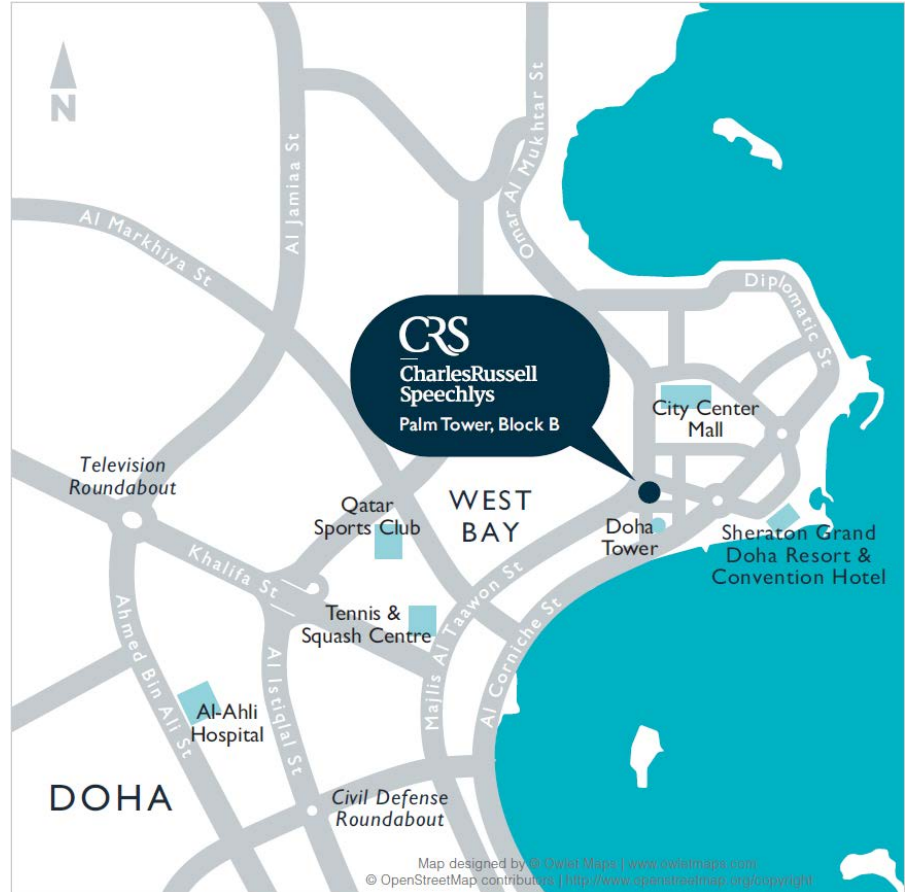 N
Al Markhiya St
Al Jamiaa St
Omar Al Mukhtar St
Diplomatic St
CRS
CharlesRussell
Speechlys
Palm Tower, Block B
City Center
Mall
Television
Roundabout
Qatar
Sports Club
WEST
BAY
Doha
Tower
Sheraton Grand
Doha Resort &
Convention Hotel
Khalifa St
Tennis &
Squash Centre
Majlis Al Taawon St
Al Corniche St
Ahmed Bin Ali St
Al Istiqlal St
Al-Ahli
Hospital
DOHA
Civil Defense
Roundabout
Map designed by © Owlet Maps | www.owletmaps.com
© OpenStreetMap contributors | http://www.openstreetmap.org/copyright